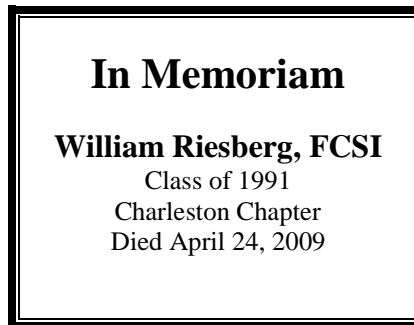 In Memoriam
William Riesberg, FCSI
Class of 1991
Charleston Chapter
Died April 24, 2009